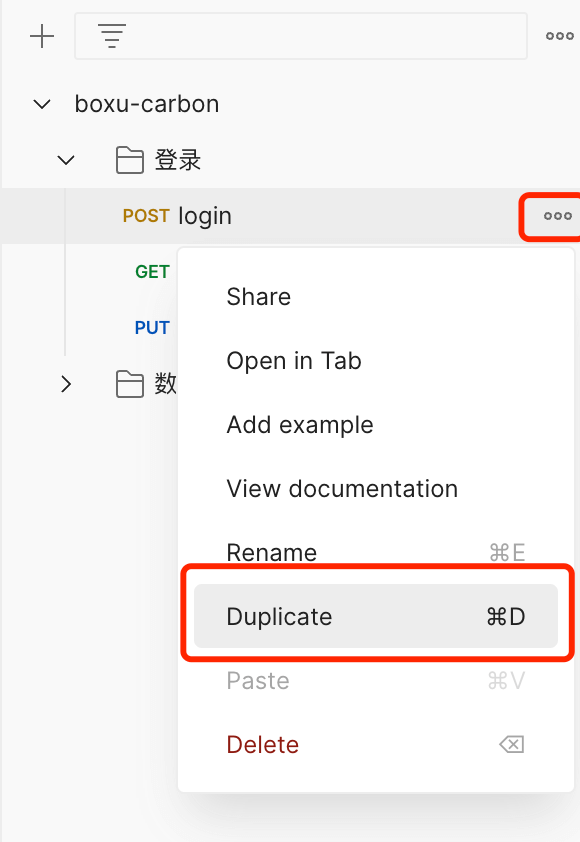 boxu-carbon
登录
POST login
GET
Share
PUT
Open in Tab
数
Add example
View documentation
Rename ⌘E
Duplicate ⌘D
Paste ⌘V
Delete